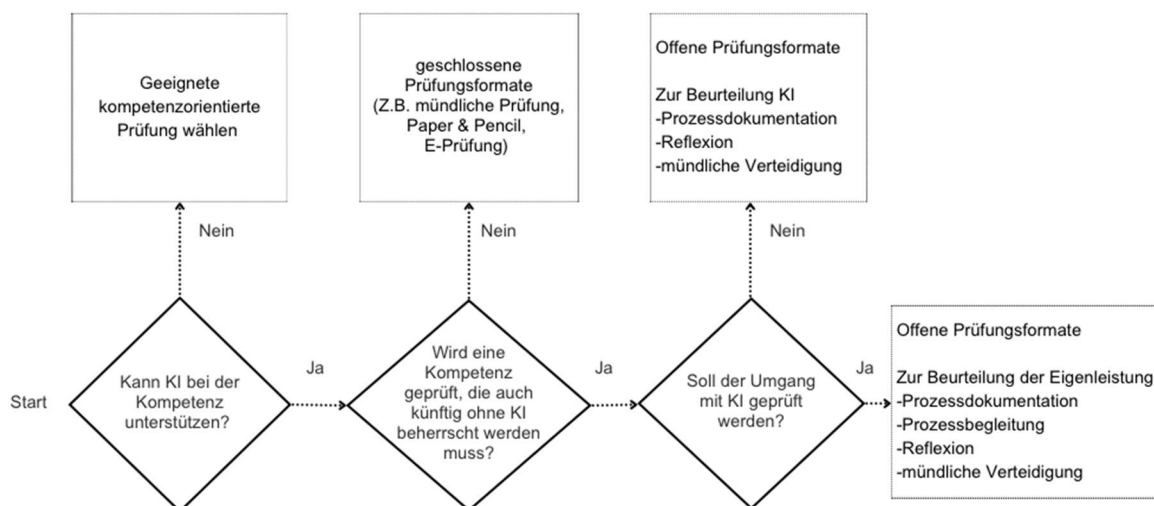 Geeignete
kompetenzorientierte
Prüfung wählen
geschlossene
Prüfungsformate
(Z.B. mündliche Prüfung,
Paper & Pencil,
E-Prüfung)
Offene Prüfungsformate
Zur Beurteilung KI
-Prozessdokumentation
-Reflexion
-mündliche Verteidigung
Nein
Nein
Nein
Start
Kann KI bei der
Kompetenz
unterstützen?
Ja
Wird eine
Kompetenz
geprüft, die auch
künftig ohne KI
beherrscht werden
muss?
Ja
Soll der Umgang
mit KI geprüft
werden?
Ja
Offene Prüfungsformate
Zur Beurteilung der Eigenleistung
-Prozessdokumentation
-Prozessbegleitung
-Reflexion
-mündliche Verteidigung